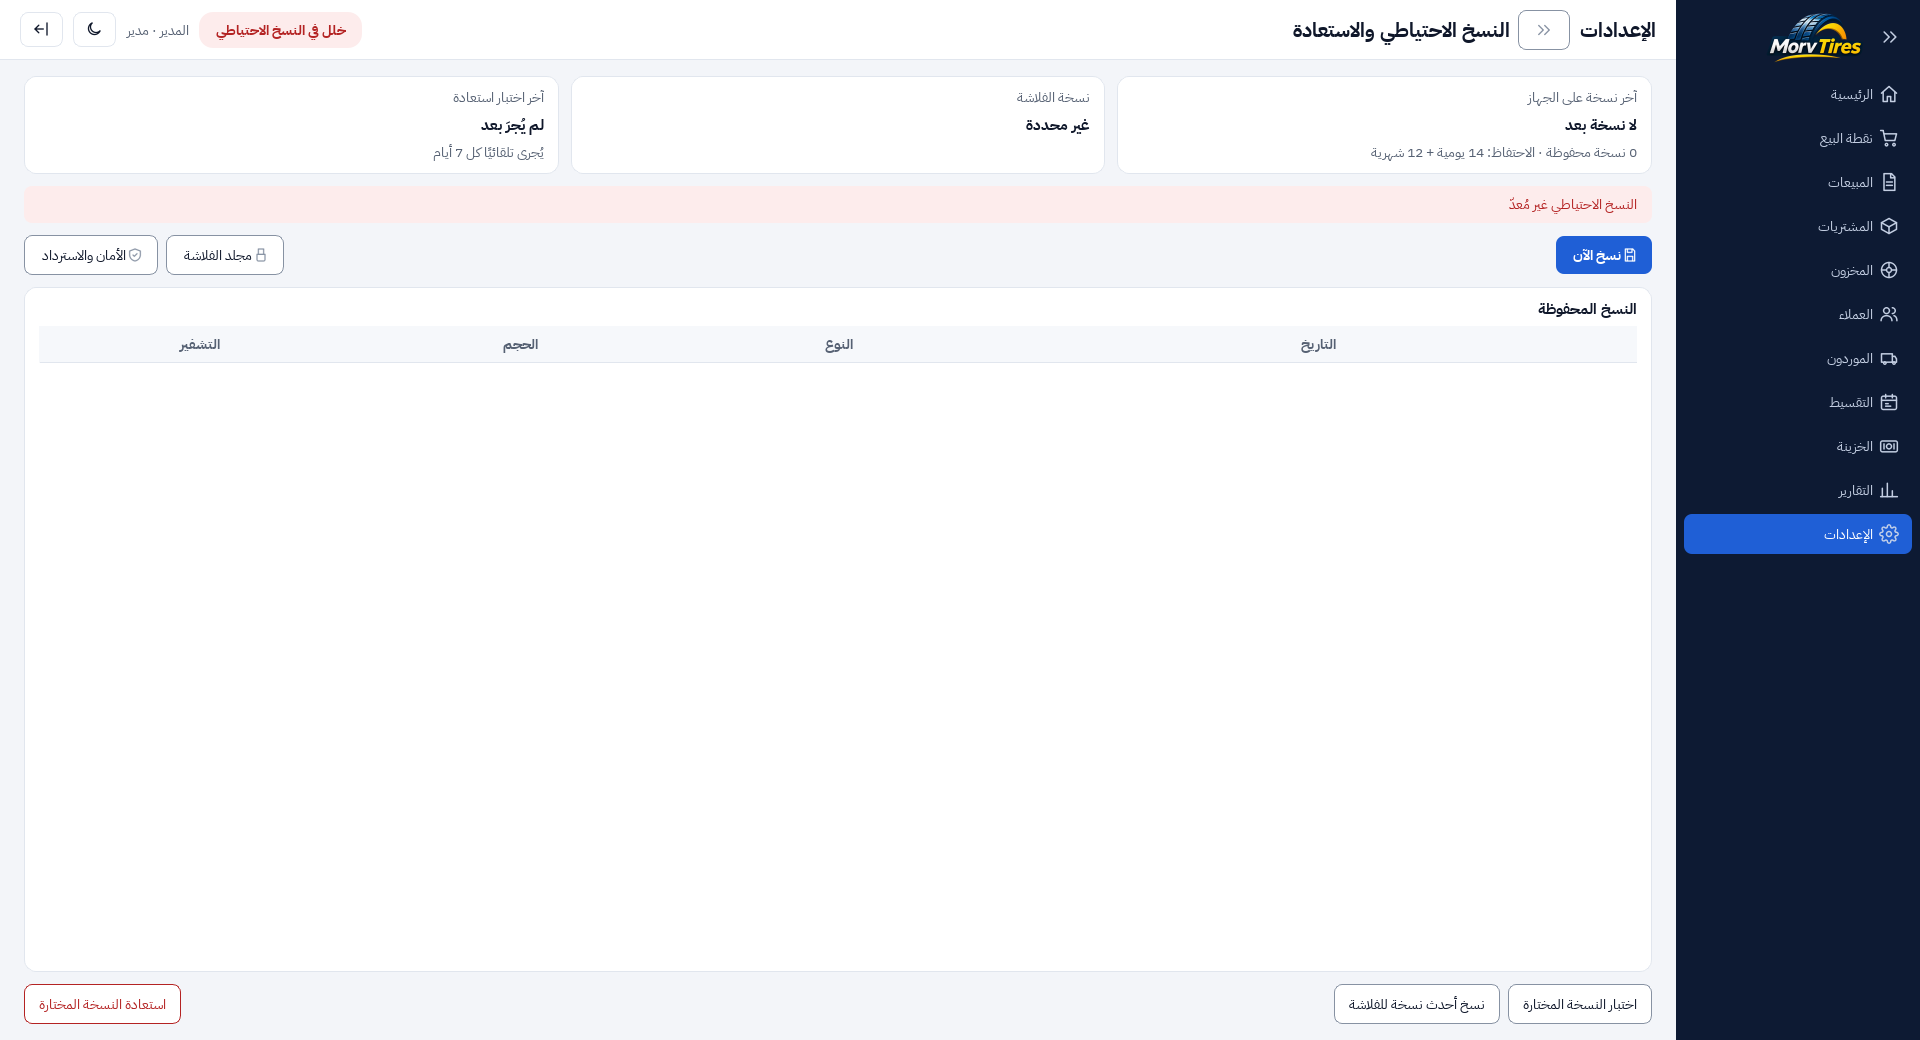 Morv Tires
الرئيسية
نقطة البيع
المبيعات
المشتريات
المخزون
العملاء
الموردون
التقسيط
الخزينة
التقارير
الإعدادات
الإعدادات
النسخ الاحتياطي والاستعادة
خلل في النسخ الاحتياطي
المدير · مدير
آخر نسخة على الجهاز
لا نسخة بعد
0 نسخة محفوظة · الاحتفاظ: 14 يومية + 12 شهرية
نسخة الفلاشة
غير محددة
آخر اختبار استعادة
لم يُجرَ بعد
يُجرى تلقائيًا كل 7 أيام
النسخ الاحتياطي غير مُعدّ
نسخ الآن
مجلد الفلاشة
الأمان والاسترداد
النسخ المحفوظة
التاريخ
النوع
الحجم
التشفير
اختبار النسخة المختارة
نسخ أحدث نسخة للفلاشة
استعادة النسخة المختارة